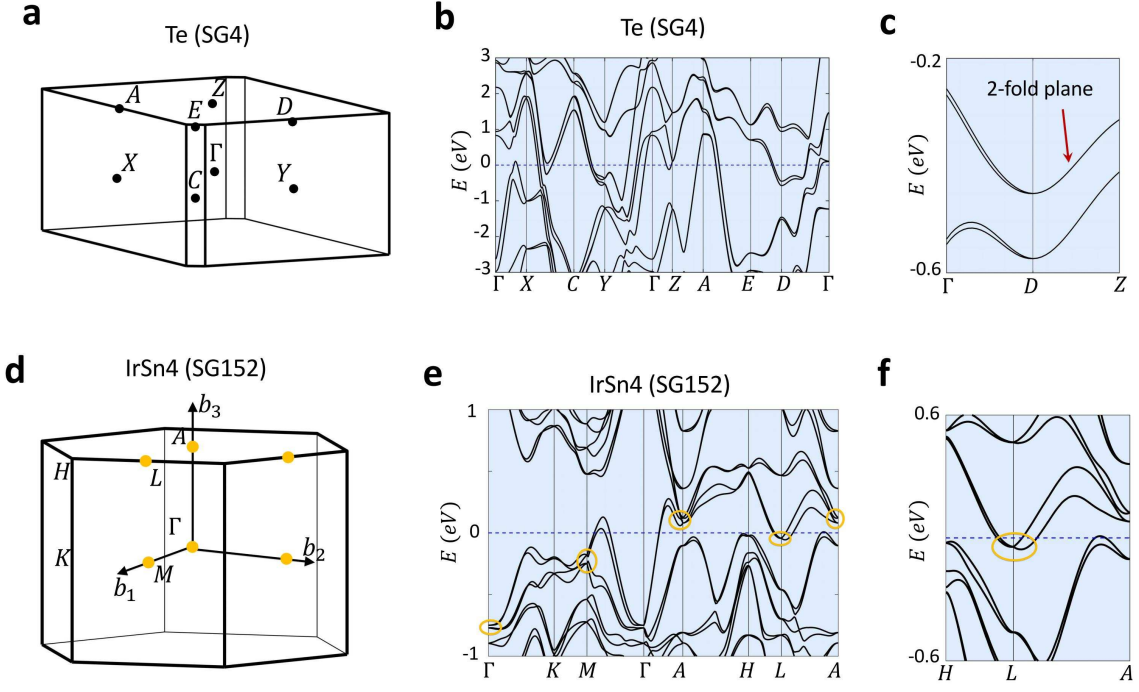 a
Te (SG4)
A
Z
E
D
X
Γ
Y
C
b
Te (SG4)
E (eV)
3
2
1
0
-1
-2
-3
Γ X C Y Γ Z A E D Γ
c
-0.2
2-fold plane
E (eV)
-0.6
Γ D Z
d
IrSn4 (SG152)
b3
A
H
L
Γ
K
M
b2
b1
e
IrSn4 (SG152)
1
E (eV)
0
-1
Γ K M Γ A H L A
f
0.6
E (eV)
-0.6
H L A